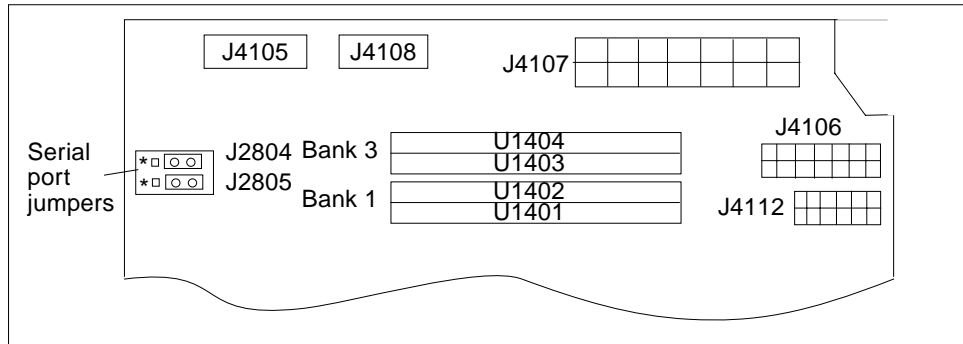 J4105
J4108
J4107
J4106
Serial
port
jumpers
* J2804
* J2805
Bank 3
U1404
U1403
Bank 1
U1402
U1401
J4112